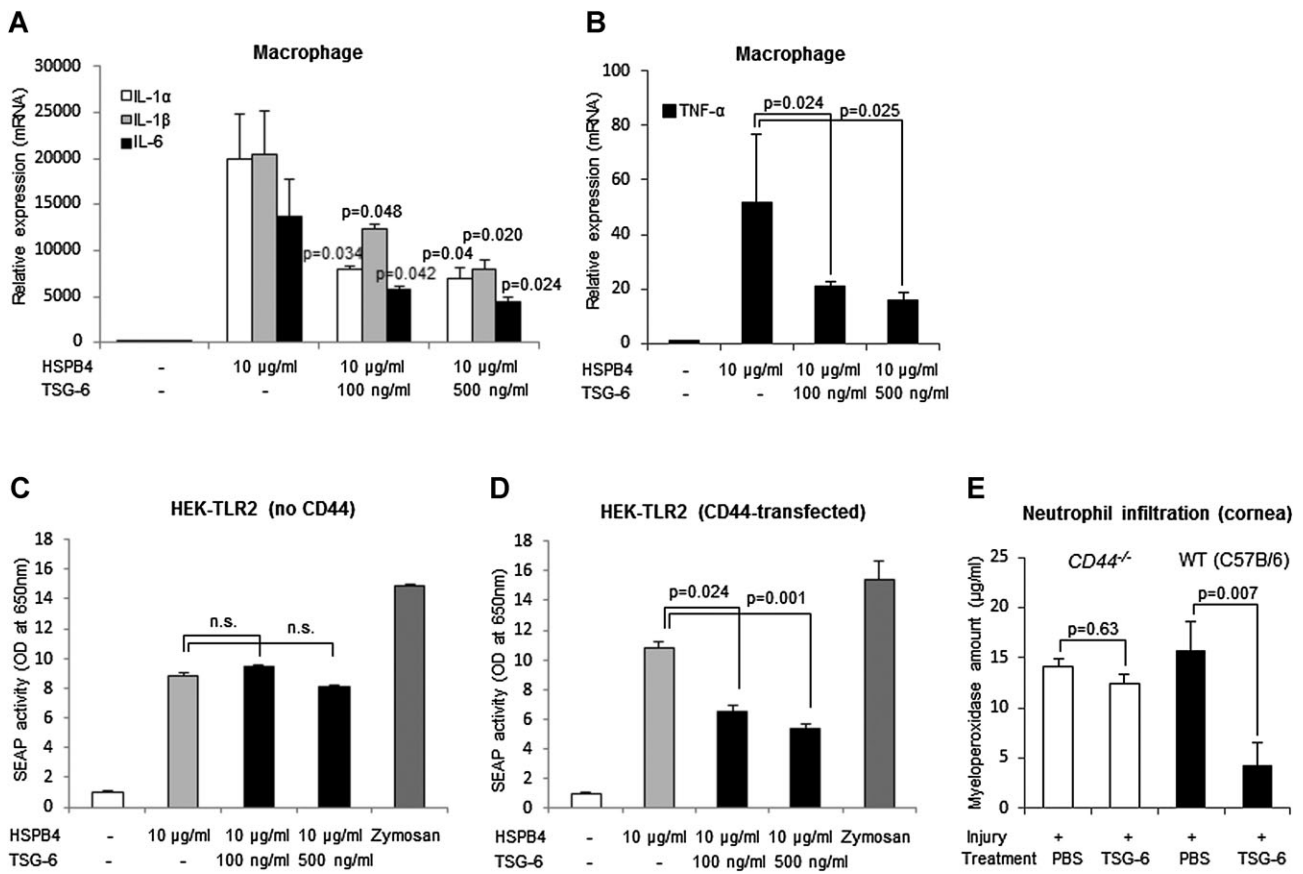 A
Macrophage
30000
25000
20000
15000
10000
5000
0
Relative expression (mRNA)
IL-1α
IL-1β
IL-6
p=0.034
p=0.048
p=0.042
p=0.04
p=0.020
p=0.024
HSPB4 - 10 µg/ml 10 µg/ml 10 µg/ml
TSG-6 - - 100 ng/ml 500 ng/ml
B
Macrophage
100
80
60
40
20
0
Relative expression (mRNA)
TNF-α
p=0.024
p=0.025
HSPB4 - 10 µg/ml 10 µg/ml 10 µg/ml
TSG-6 - - 100 ng/ml 500 ng/ml
C
HEK-TLR2 (no CD44)
18
16
14
12
10
8
6
4
2
0
SEAP activity (OD at 650nm)
n.s.
n.s.
HSPB4 - 10 µg/ml 10 µg/ml 10 µg/ml Zymosan
TSG-6 - - 100 ng/ml 500 ng/ml
D
HEK-TLR2 (CD44-transfected)
18
16
14
12
10
8
6
4
2
0
SEAP activity (OD at 650nm)
p=0.024
p=0.001
HSPB4 - 10 µg/ml 10 µg/ml 10 µg/ml Zymosan
TSG-6 - - 100 ng/ml 500 ng/ml
E
Neutrophil infiltration (cornea)
25
20
15
10
5
0
Myeloperoxidase amount (µg/ml)
CD44-/- WT (C57B/6)
p=0.63
p=0.007
Injury + + + +
Treatment PBS TSG-6 PBS TSG-6